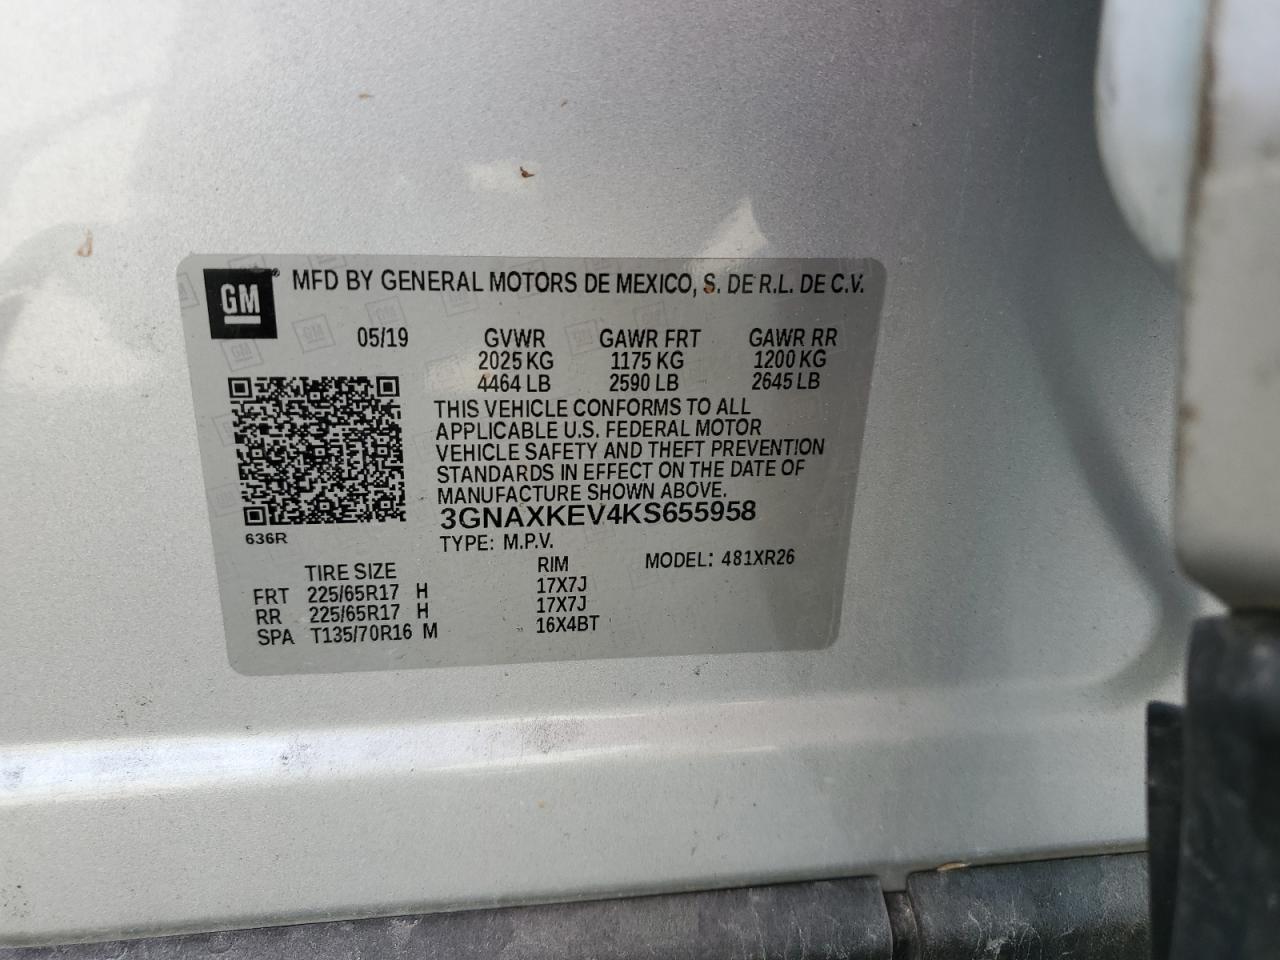 GM® MFD BY GENERAL MOTORS DE MEXICO, S. DE R.L. DE C.V.
05/19 GVWR GAWR FRT GAWR RR
2025 KG 1175 KG 1200 KG
4464 LB 2590 LB 2645 LB
THIS VEHICLE CONFORMS TO ALL
APPLICABLE U.S. FEDERAL MOTOR
VEHICLE SAFETY AND THEFT PREVENTION
STANDARDS IN EFFECT ON THE DATE OF
MANUFACTURE SHOWN ABOVE.
3GNAXKEV4KS655958
636R
TYPE: M.P.V. MODEL: 481XR26
TIRE SIZE RIM
FRT 225/65R17 H 17X7J
RR 225/65R17 H 17X7J
SPA T135/70R16 M 16X4BT